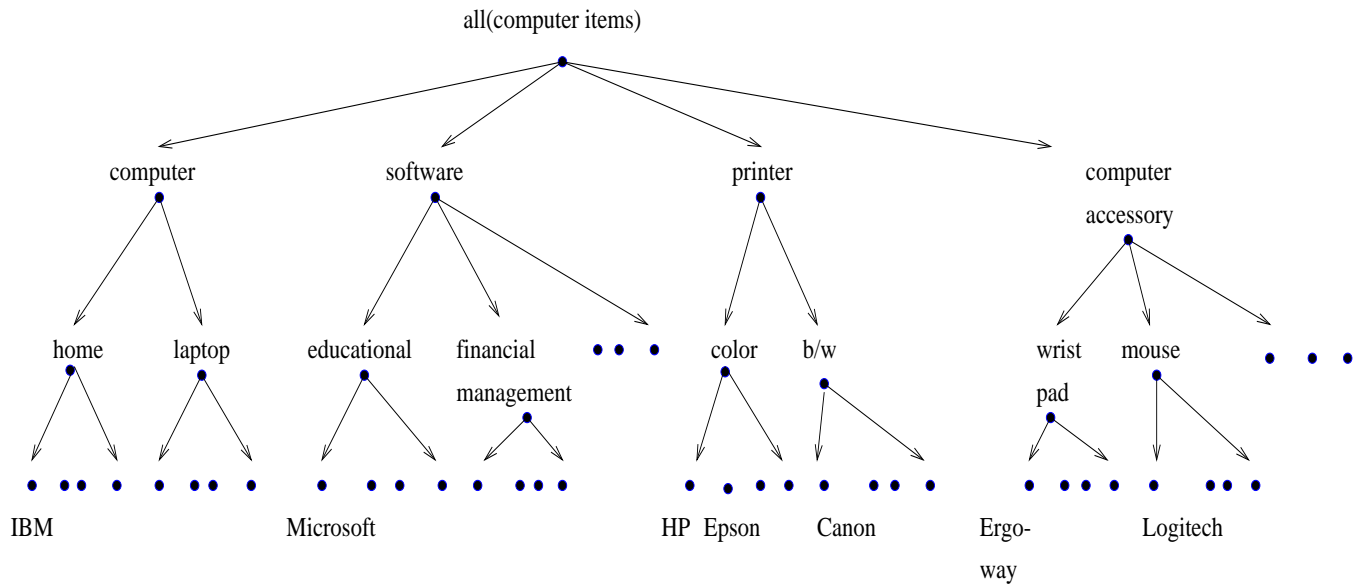 all(computer items)
computer software printer computer
accessory
home laptop educational financial color b/w wrist mouse
management pad
IBM Microsoft HP Epson Canon Ergo- Logitech
way